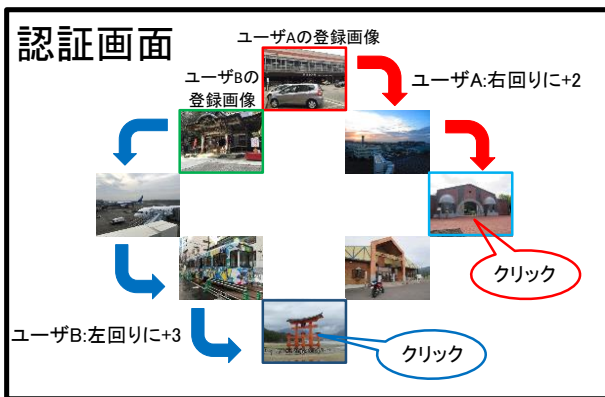 認証画面
ユーザAの登録画像
ユーザBの
登録画像
ユーザA:右回りに+2
クリック
ユーザB:左回りに+3
クリック